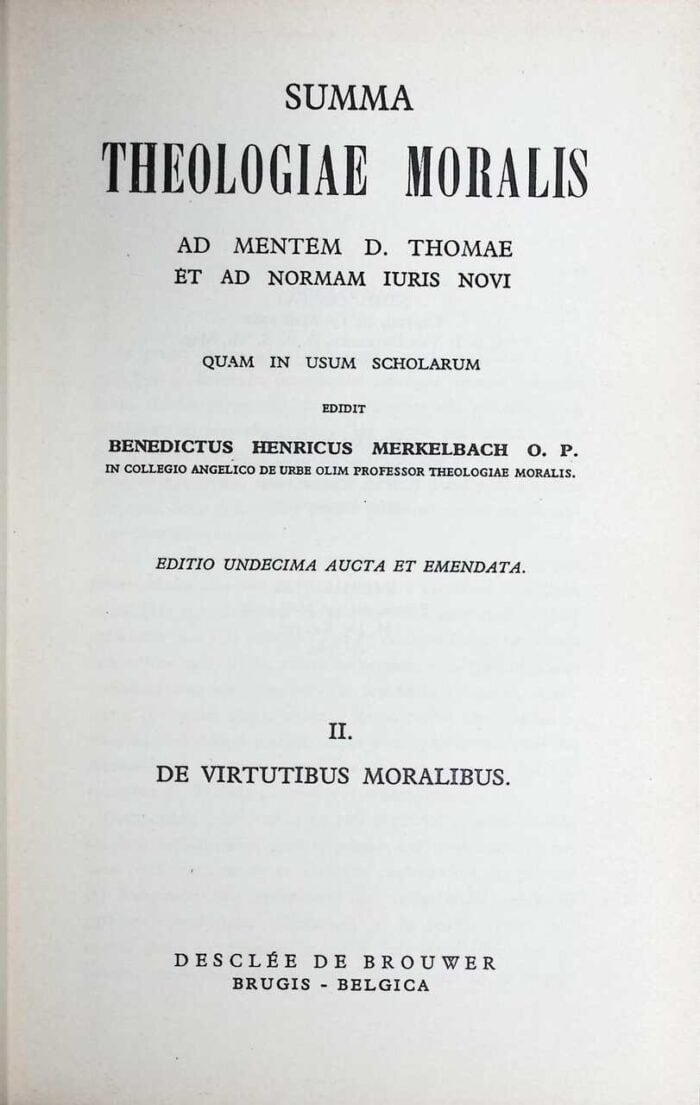 SUMMA
THEOLOGIAE MORALIS
AD MENTEM D. THOMAE
ET AD NORMAM IURIS NOVI
QUAM IN USUM SCHOLARUM
EDIDIT
BENEDICTUS HENRICUS MERKELBACH O. P.
IN COLLEGIO ANGELICO DE URBE OLIM PROFESSOR THEOLOGIAE MORALIS.
EDITIO UNDECIMA AUCTA ET EMENDATA.
II.
DE VIRTUTIBUS MORALIBUS.
DESCLÉE DE BROUWER
BRUGIS - BELGICA